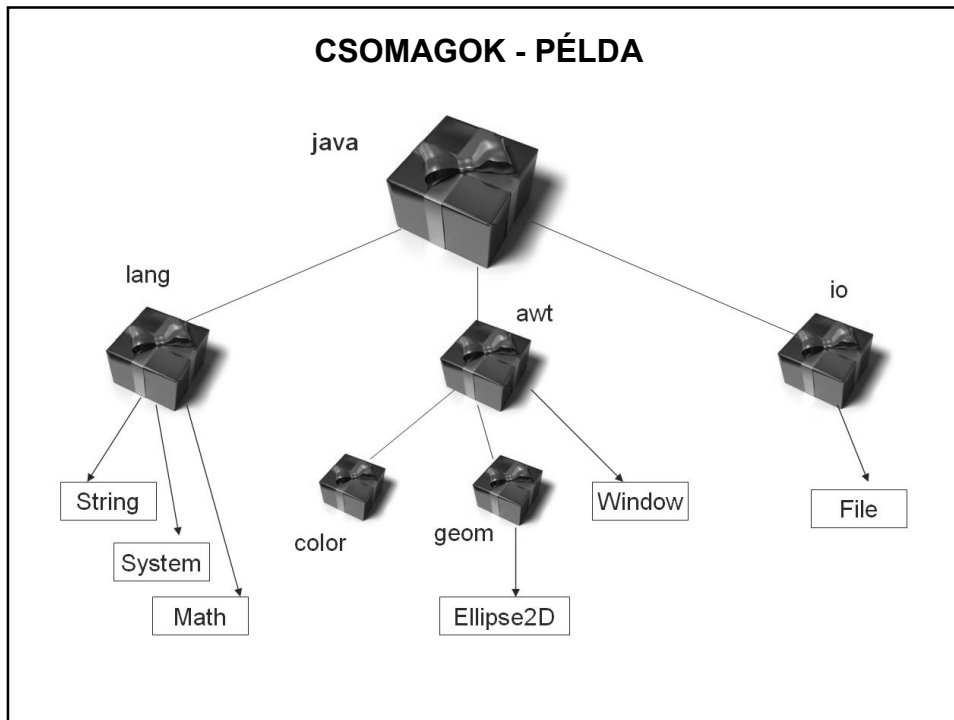 CSOMAGOK - PÉLDA
java
lang
awt
io
String
System
Math
color
geom
Window
Ellipse2D
File